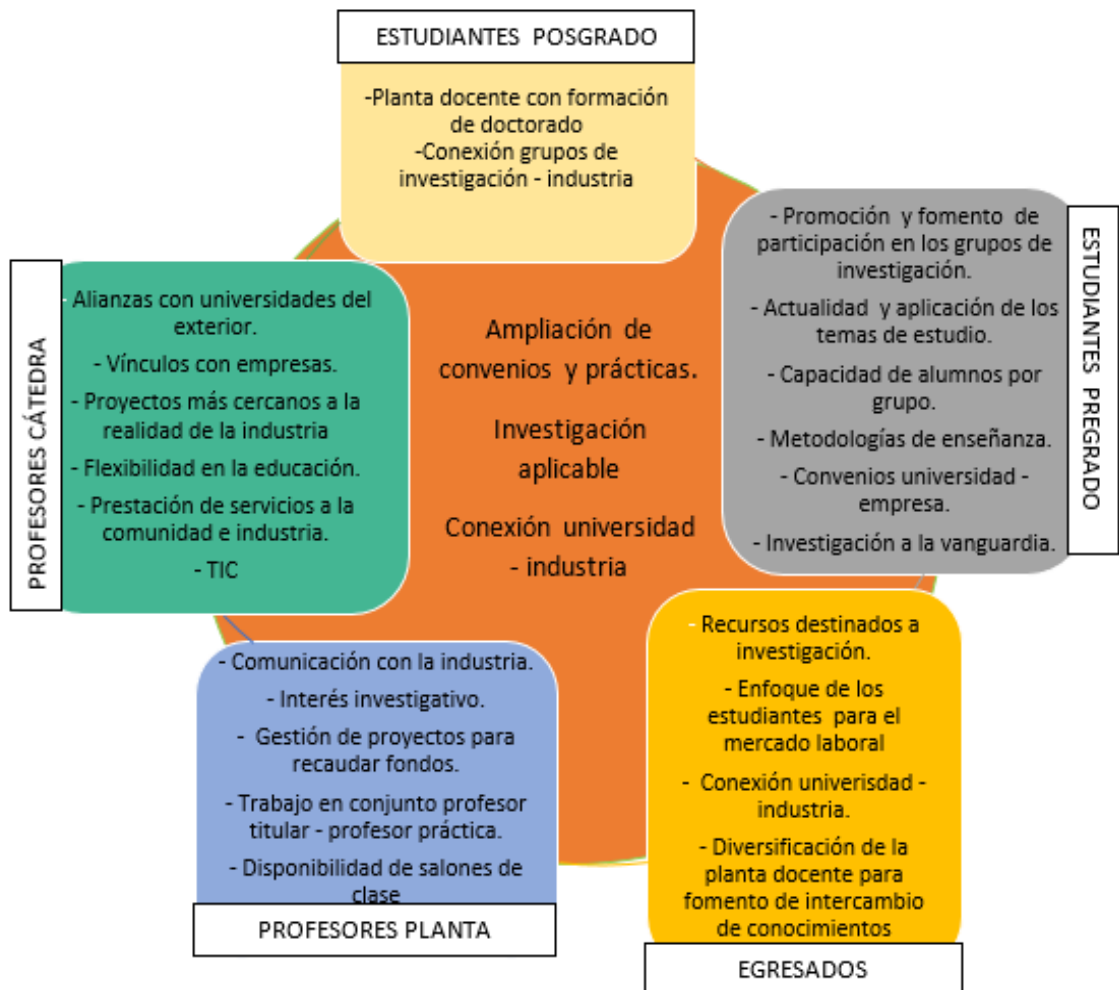 ESTUDIANTES POSGRADO
-Planta docente con formación
de doctorado
-Conexión grupos de
investigación - industria
ESTUDIANTES PREGRADO
- Promoción y fomento de
participación en los grupos de
investigación.
- Actualidad y aplicación de los
temas de estudio.
- Capacidad de alumnos por
grupo.
- Metodologías de enseñanza.
- Convenios universidad -
empresa.
- Investigación a la vanguardia.
PROFESORES CÁTEDRA
- Alianzas con universidades del
exterior.
- Vínculos con empresas.
- Proyectos más cercanos a la
realidad de la industria
- Flexibilidad en la educación.
- Prestación de servicios a la
comunidad e industria.
- TIC
Ampliación de
convenios y prácticas.
Investigación
aplicable
Conexión universidad
- industria
- Comunicación con la industria.
- Interés investigativo.
- Gestión de proyectos para
recaudar fondos.
- Trabajo en conjunto profesor
titular - profesor práctica.
- Disponibilidad de salones de
clase
PROFESORES PLANTA
- Recursos destinados a
investigación.
- Enfoque de los
estudiantes para el
mercado laboral
- Conexión univerisdad -
industria.
- Diversificación de la
planta docente para
fomento de intercambio
de conocimientos
EGRESADOS